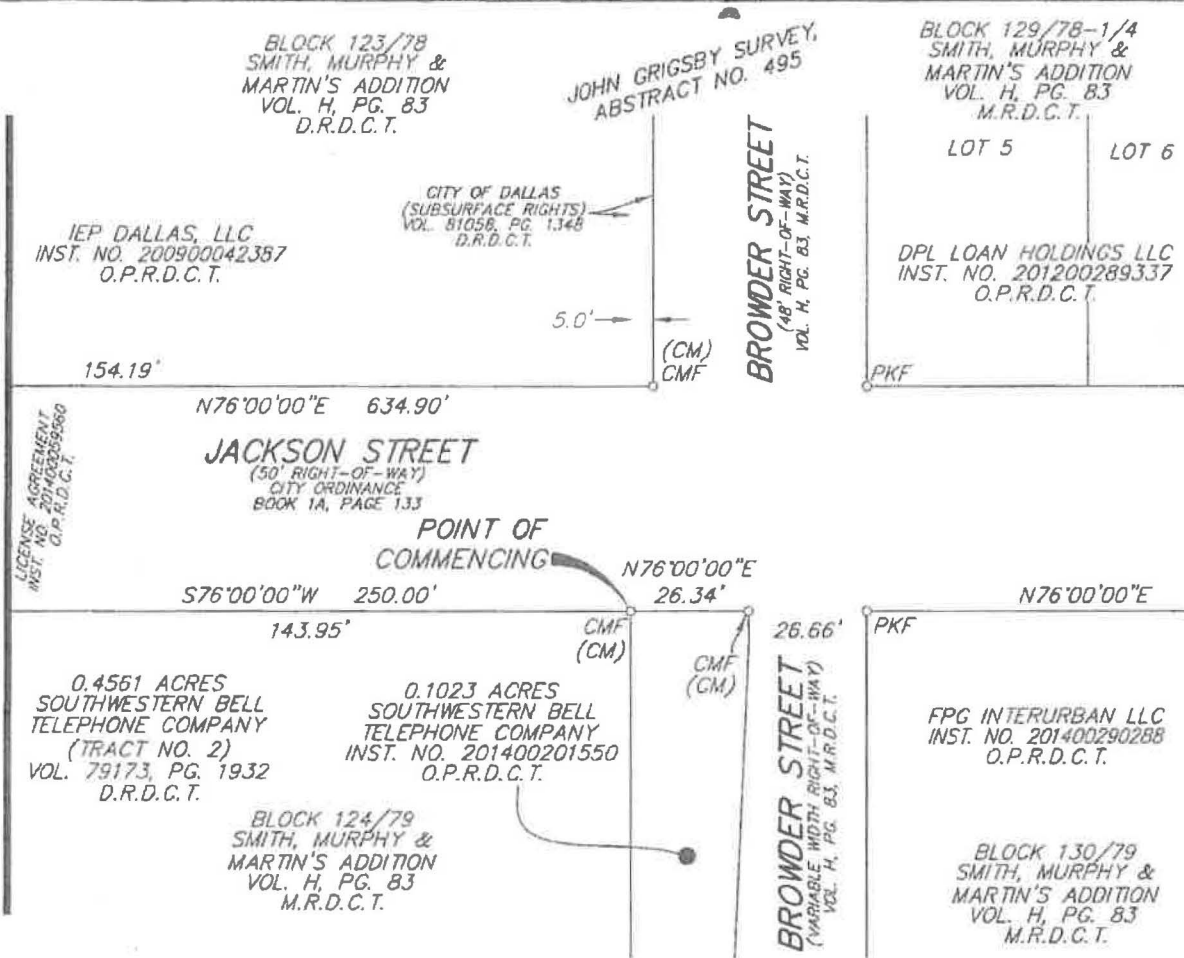 BLOCK 123/78
SMITH, MURPHY &
MARTIN'S ADDITION
VOL. H, PG. 83
D.R.D.C.T.
JOHN GRIGSBY SURVEY,
ABSTRACT NO. 495
BLOCK 129/78-1/4
SMITH, MURPHY &
MARTIN'S ADDITION
VOL. H, PG. 83
M.R.D.C.T.
LOT 5
LOT 6
CITY OF DALLAS
(SUBSURFACE RIGHTS)
VOL. 81058, PG. 1348
D.R.D.C.T.
BROWDER STREET
(48' RIGHT-OF-WAY)
VOL. H, PG. 83, M.R.D.C.T.
IEP DALLAS, LLC
INST. NO. 200900042387
O.P.R.D.C.T.
DPL LOAN HOLDINGS LLC
INST. NO. 201200289337
O.P.R.D.C.T.
5.0'
(CM)
CMF
PKF
154.19'
N76°00'00"E 634.90'
JACKSON STREET
(50' RIGHT-OF-WAY)
CITY ORDINANCE
BOOK 1A, PAGE 133
LICENSE AGREEMENT
INST. NO. 201400059560
O.P.R.D.C.T.
POINT OF
COMMENCING
N76°00'00"E
26.34'
S76°00'00"W 250.00'
143.95'
CMF
(CM)
CMF
(CM)
26.66'
PKF
N76°00'00"E
0.4561 ACRES
SOUTHWESTERN BELL
TELEPHONE COMPANY
(TRACT NO. 2)
VOL. 79173, PG. 1932
D.R.D.C.T.
0.1023 ACRES
SOUTHWESTERN BELL
TELEPHONE COMPANY
INST. NO. 201400201550
O.P.R.D.C.T.
BROWDER STREET
(VARIABLE WIDTH RIGHT-OF-WAY)
VOL. H, PG. 83, M.R.D.C.T.
FPG INTERURBAN LLC
INST. NO. 201400290288
O.P.R.D.C.T.
BLOCK 124/79
SMITH, MURPHY &
MARTIN'S ADDITION
VOL. H, PG. 83
M.R.D.C.T.
BLOCK 130/79
SMITH, MURPHY &
MARTIN'S ADDITION
VOL. H, PG. 83
M.R.D.C.T.